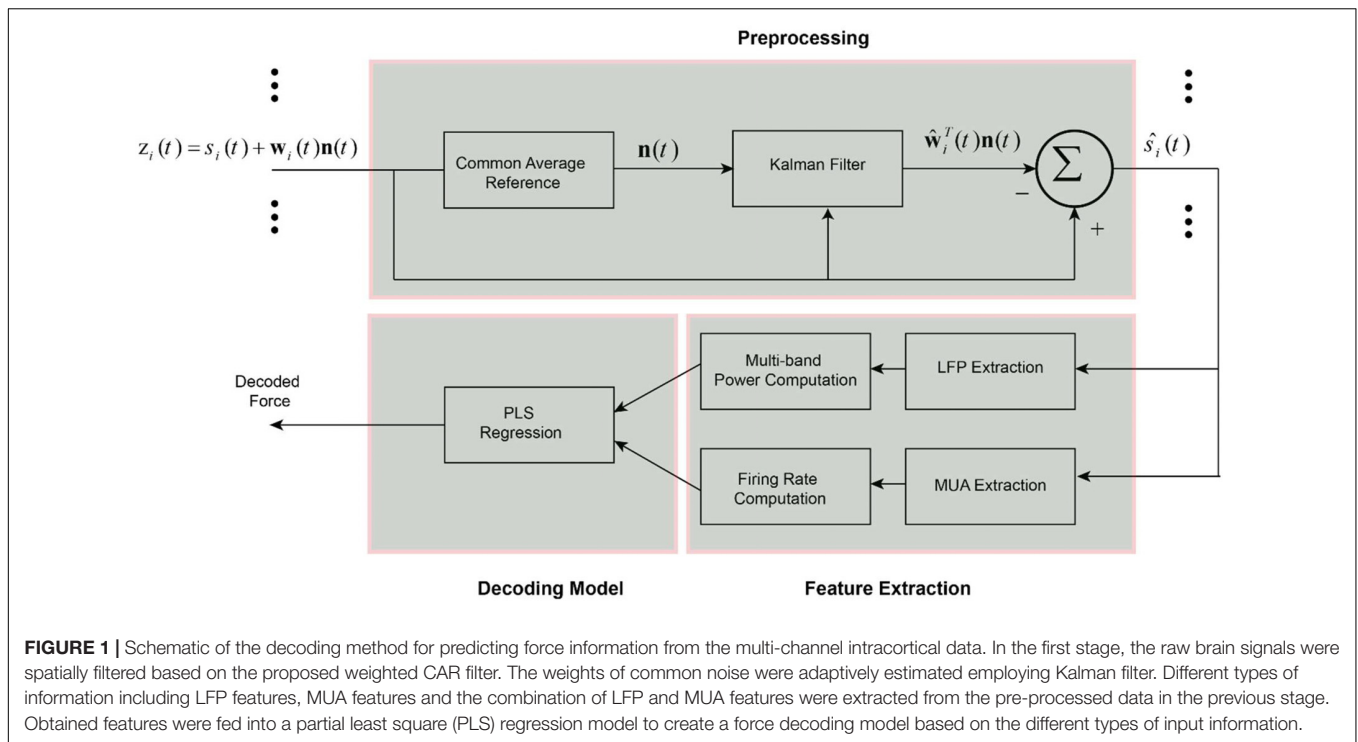 Preprocessing
z_i(t) = s_i(t) + w_i(t)n(t)
Common Average
Reference
n(t)
Kalman Filter
ŵ_i^T(t)n(t)
Σ
−
+
ŝ_i(t)
Multi-band
Power Computation
LFP Extraction
Decoded
Force
PLS
Regression
Firing Rate
Computation
MUA Extraction
Decoding Model
Feature Extraction
FIGURE 1 | Schematic of the decoding method for predicting force information from the multi-channel intracortical data. In the first stage, the raw brain signals were
spatially filtered based on the proposed weighted CAR filter. The weights of common noise were adaptively estimated employing Kalman filter. Different types of
information including LFP features, MUA features and the combination of LFP and MUA features were extracted from the pre-processed data in the previous stage.
Obtained features were fed into a partial least square (PLS) regression model to create a force decoding model based on the different types of input information.